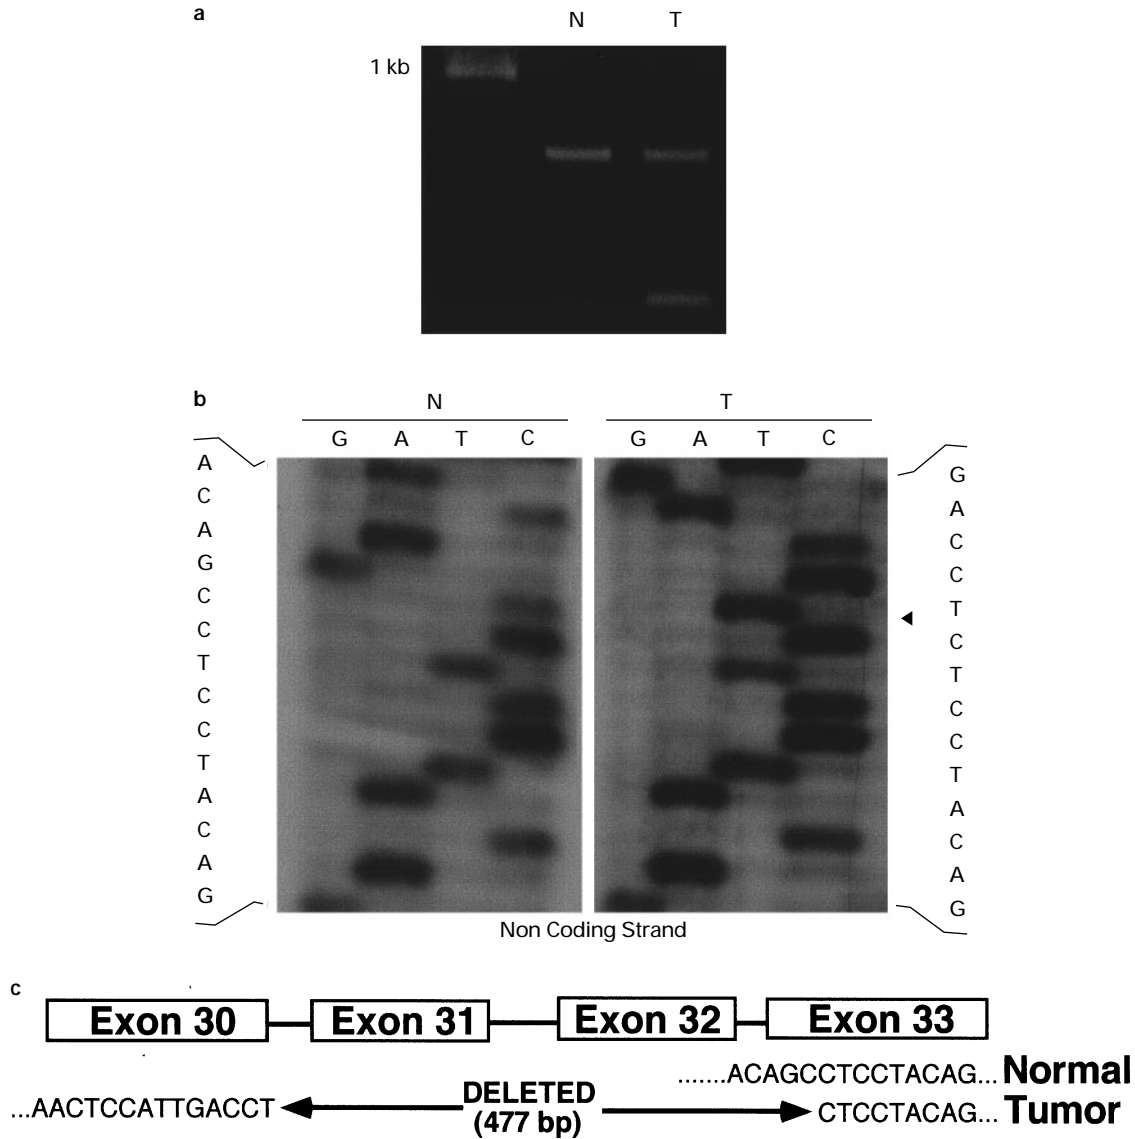 a
N T
1 kb
b
N T
G A T C G A T C
A
C
A
G
C
C
T
C
C
T
A
C
A
G
G
A
C
C
T
C
T
C
C
T
A
C
A
G
Non Coding Strand
c
Exon 30 Exon 31 Exon 32 Exon 33
.......ACAGCCTCCTACAG... Normal
...AACTCCATTGACCT DELETED CTCCTACAG... Tumor
(477 bp)